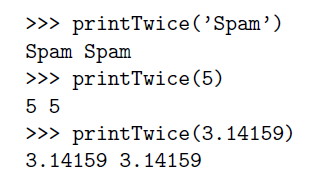 >>> printTwice(’Spam’)
Spam Spam
>>> printTwice(5)
5 5
>>> printTwice(3.14159)
3.14159 3.14159